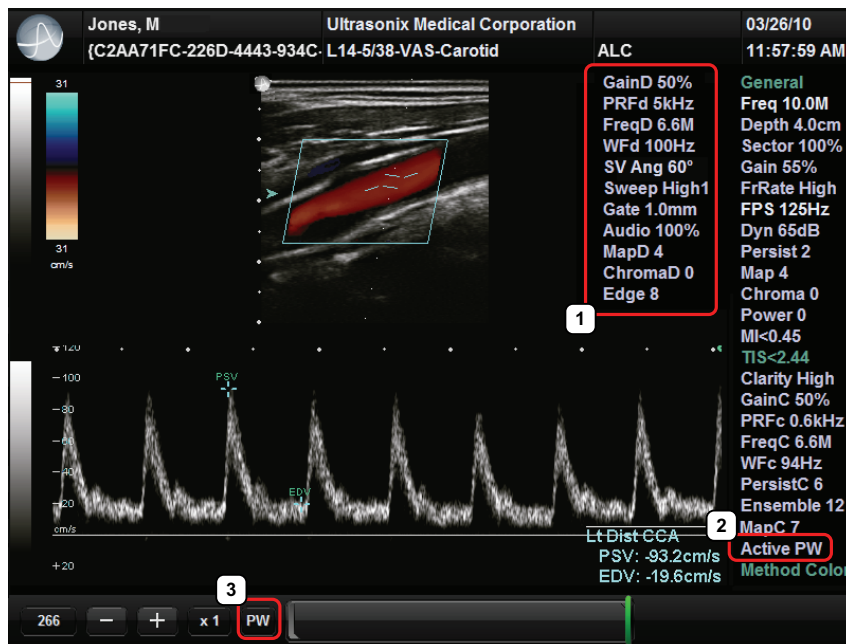 Jones, M
Ultrasonix Medical Corporation
03/26/10
{C2AA71FC-226D-4443-934C-
L14-5/38-VAS-Carotid
ALC
11:57:59 AM
31
31
cm/s
GainD 50%
PRFd 5kHz
FreqD 6.6M
WFd 100Hz
SV Ang 60°
Sweep High1
Gate 1.0mm
Audio 100%
MapD 4
ChromaD 0
Edge 8
1
General
Freq 10.0M
Depth 4.0cm
Sector 100%
Gain 55%
FrRate High
FPS 125Hz
Dyn 65dB
Persist 2
Map 4
Chroma 0
Power 0
MI<0.45
TIS<2.44
Clarity High
GainC 50%
PRFc 0.6kHz
FreqC 6.6M
WFc 94Hz
PersistC 6
Ensemble 12
MapC 7
Active PW
Method Color
2
-120
-100
-80
-60
-40
-20
cm/s
+20
PSV
EDV
Lt Dist CCA
PSV: -93.2cm/s
EDV: -19.6cm/s
3
266
−
+
x 1
PW